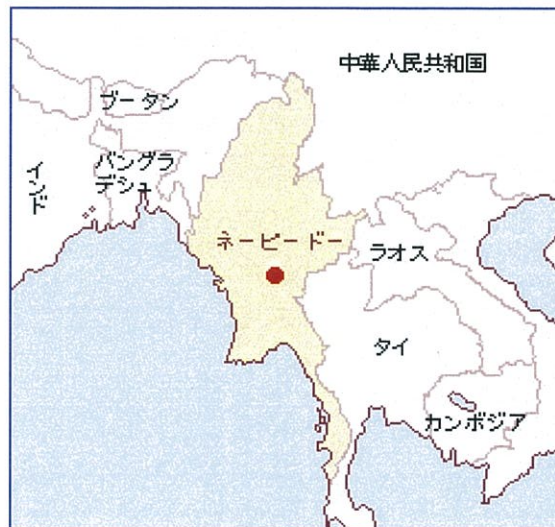 中華人民共和国
ブータン
バングラ
デシュ
インド
ネーピードー
ラオス
タイ
カンボジア